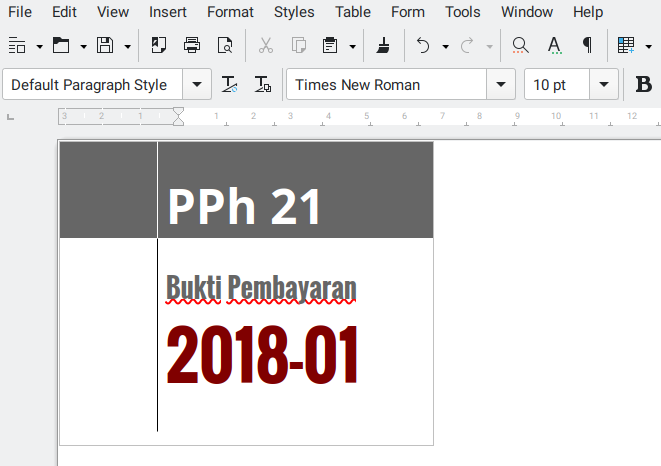 File Edit View Insert Format Styles Table Form Tools Window Help
Default Paragraph Style Times New Roman 10 pt B
3 2 1 1 2 3 4 5 6 7 8 9 10 11 12
PPh 21
Bukti Pembayaran
2018-01